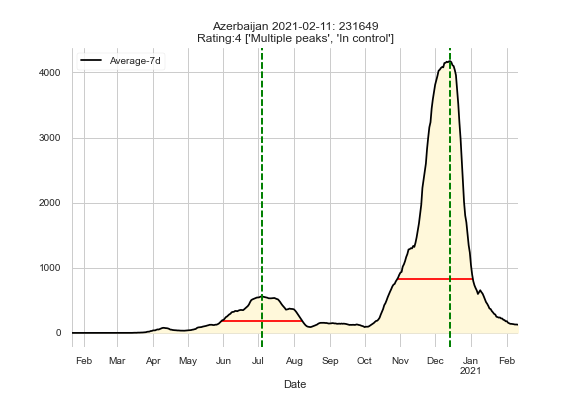 Azerbaijan 2021-02-11: 231649
Rating:4 ['Multiple peaks', 'In control']
Average-7d
4000
3000
2000
1000
0
Feb Mar Apr May Jun Jul Aug Sep Oct Nov Dec Jan Feb
2021
Date